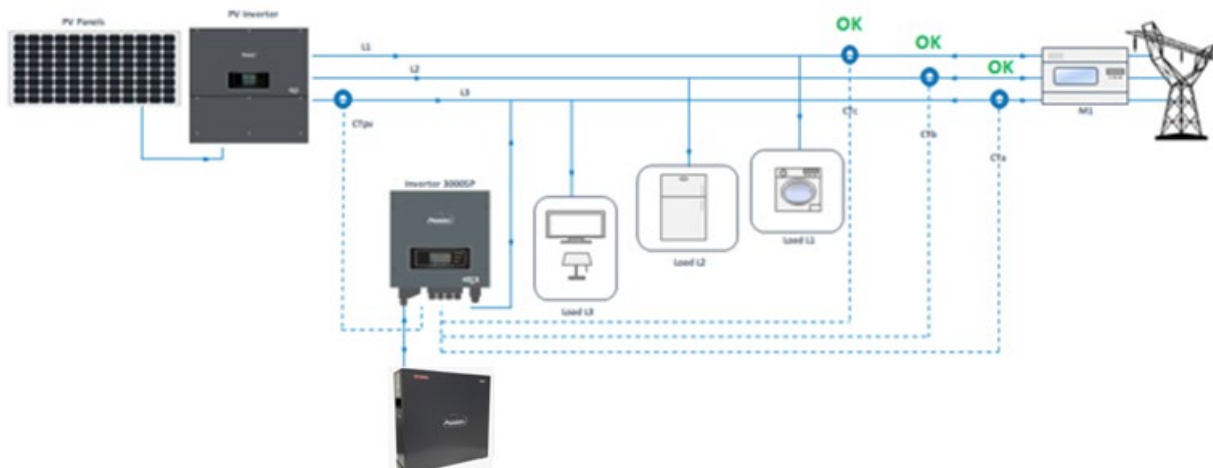 PV Panels
PV Inverter
L1
L2
L3
OK
OK
OK
CTpv
CTc
CTb
CTa
M1
Inverter 3000SP
Load L3
Load L2
Load L1